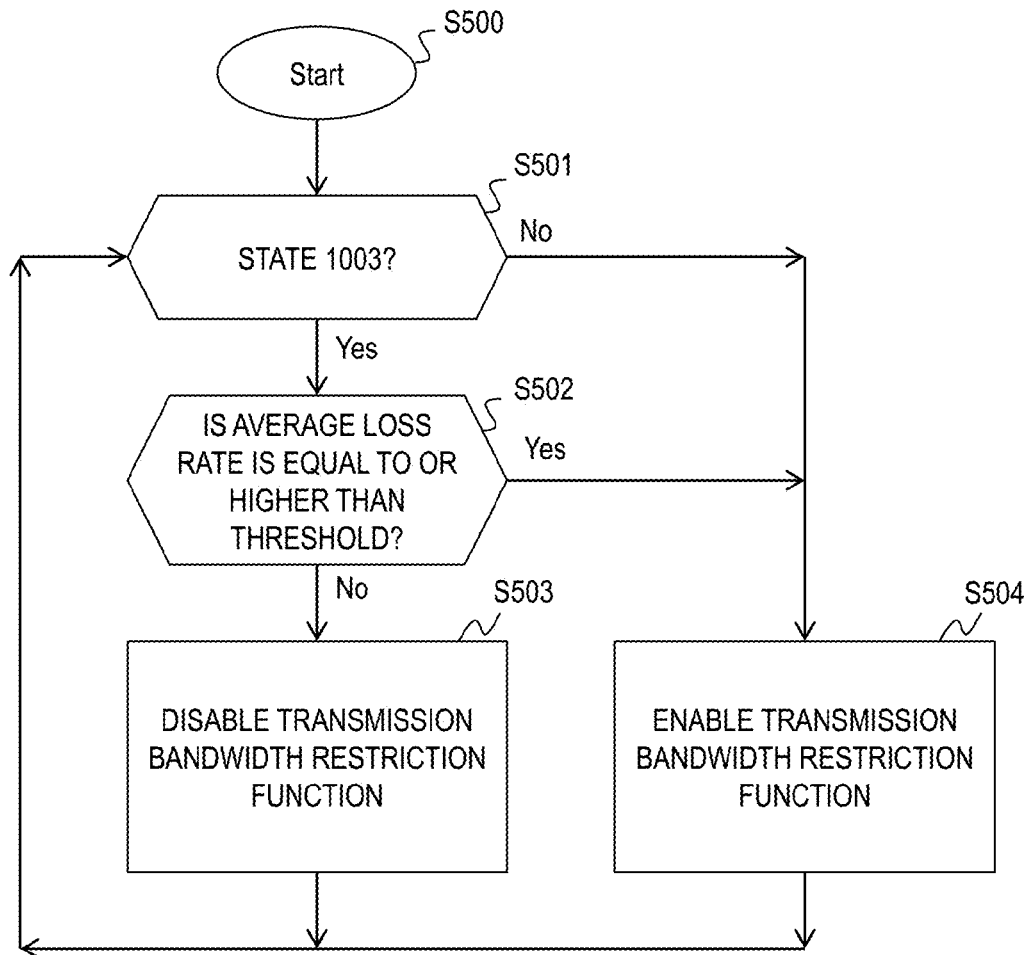 S500
Start
S501
STATE 1003?
No
Yes
S502
IS AVERAGE LOSS
RATE IS EQUAL TO OR
HIGHER THAN
THRESHOLD?
Yes
No
S503
DISABLE TRANSMISSION
BANDWIDTH RESTRICTION
FUNCTION
S504
ENABLE TRANSMISSION
BANDWIDTH RESTRICTION
FUNCTION